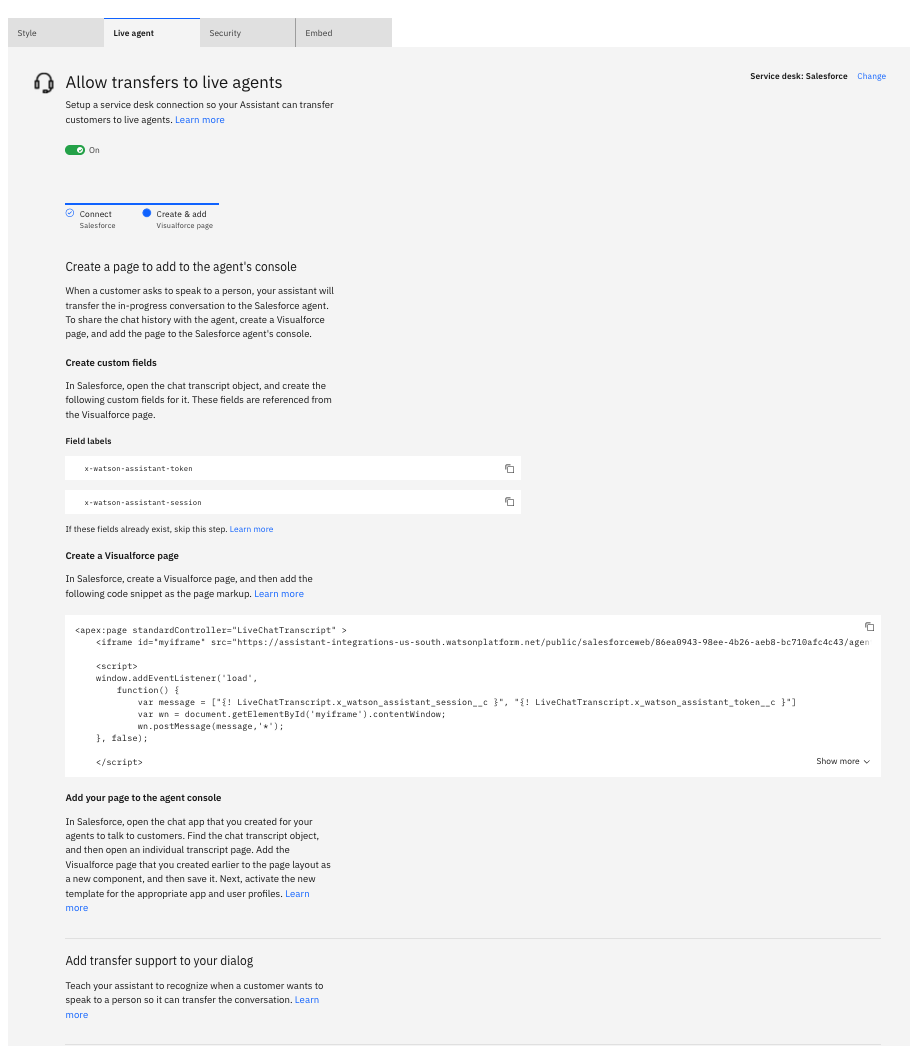 Style
Live agent
Security
Embed
Allow transfers to live agents
Service desk: Salesforce Change
Setup a service desk connection so your Assistant can transfer
customers to live agents. Learn more
On
Connect
Salesforce
Create & add
Visualforce page
Create a page to add to the agent's console
When a customer asks to speak to a person, your assistant will
transfer the in-progress conversation to the Salesforce agent.
To share the chat history with the agent, create a Visualforce
page, and add the page to the Salesforce agent's console.
Create custom fields
In Salesforce, open the chat transcript object, and create the
following custom fields for it. These fields are referenced from
the Visualforce page.
Field labels
x-watson-assistant-token
x-watson-assistant-session
If these fields already exist, skip this step. Learn more
Create a Visualforce page
In Salesforce, create a Visualforce page, and then add the
following code snippet as the page markup. Learn more
<apex:page standardController="LiveChatTranscript" >
<iframe id="myiframe" src="https://assistant-integrations-us-south.watsonplatform.net/public/salesforceweb/86ea0943-98ee-4b26-aeb8-bc710afc4c43/agen
<script>
window.addEventListener('load',
function() {
var message = ["{! LiveChatTranscript.x_watson_assistant_session__c }", "{! LiveChatTranscript.x_watson_assistant_token__c }"]
var wn = document.getElementById('myiframe').contentWindow;
wn.postMessage(message,'*');
}, false);
</script>
Show more
Add your page to the agent console
In Salesforce, open the chat app that you created for your
agents to talk to customers. Find the chat transcript object,
and then open an individual transcript page. Add the
Visualforce page that you created earlier to the page layout as
a new component, and then save it. Next, activate the new
template for the appropriate app and user profiles. Learn
more
Add transfer support to your dialog
Teach your assistant to recognize when a customer wants to
speak to a person so it can transfer the conversation. Learn
more